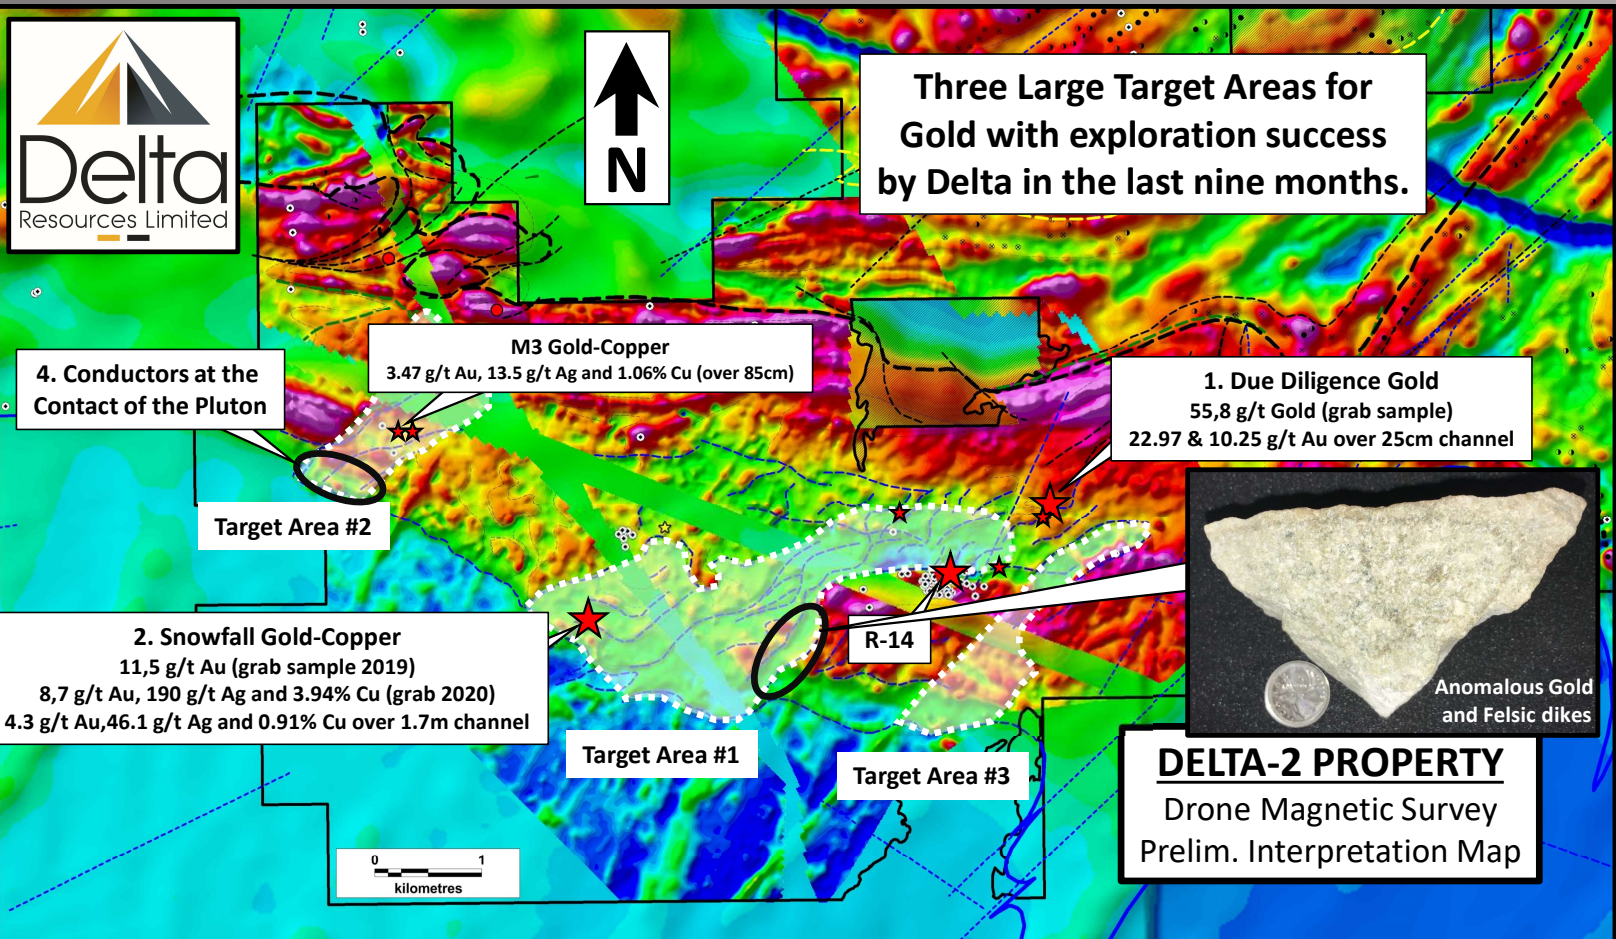 Delta
Resources Limited
N
Three Large Target Areas for
Gold with exploration success
by Delta in the last nine months.
M3 Gold-Copper
3.47 g/t Au, 13.5 g/t Ag and 1.06% Cu (over 85cm)
4. Conductors at the
Contact of the Pluton
1. Due Diligence Gold
55,8 g/t Gold (grab sample)
22.97 & 10.25 g/t Au over 25cm channel
Target Area #2
2. Snowfall Gold-Copper
11,5 g/t Au (grab sample 2019)
8,7 g/t Au, 190 g/t Ag and 3.94% Cu (grab 2020)
4.3 g/t Au,46.1 g/t Ag and 0.91% Cu over 1.7m channel
R-14
Anomalous Gold
and Felsic dikes
Target Area #1
Target Area #3
DELTA-2 PROPERTY
Drone Magnetic Survey
Prelim. Interpretation Map
0 1
kilometres